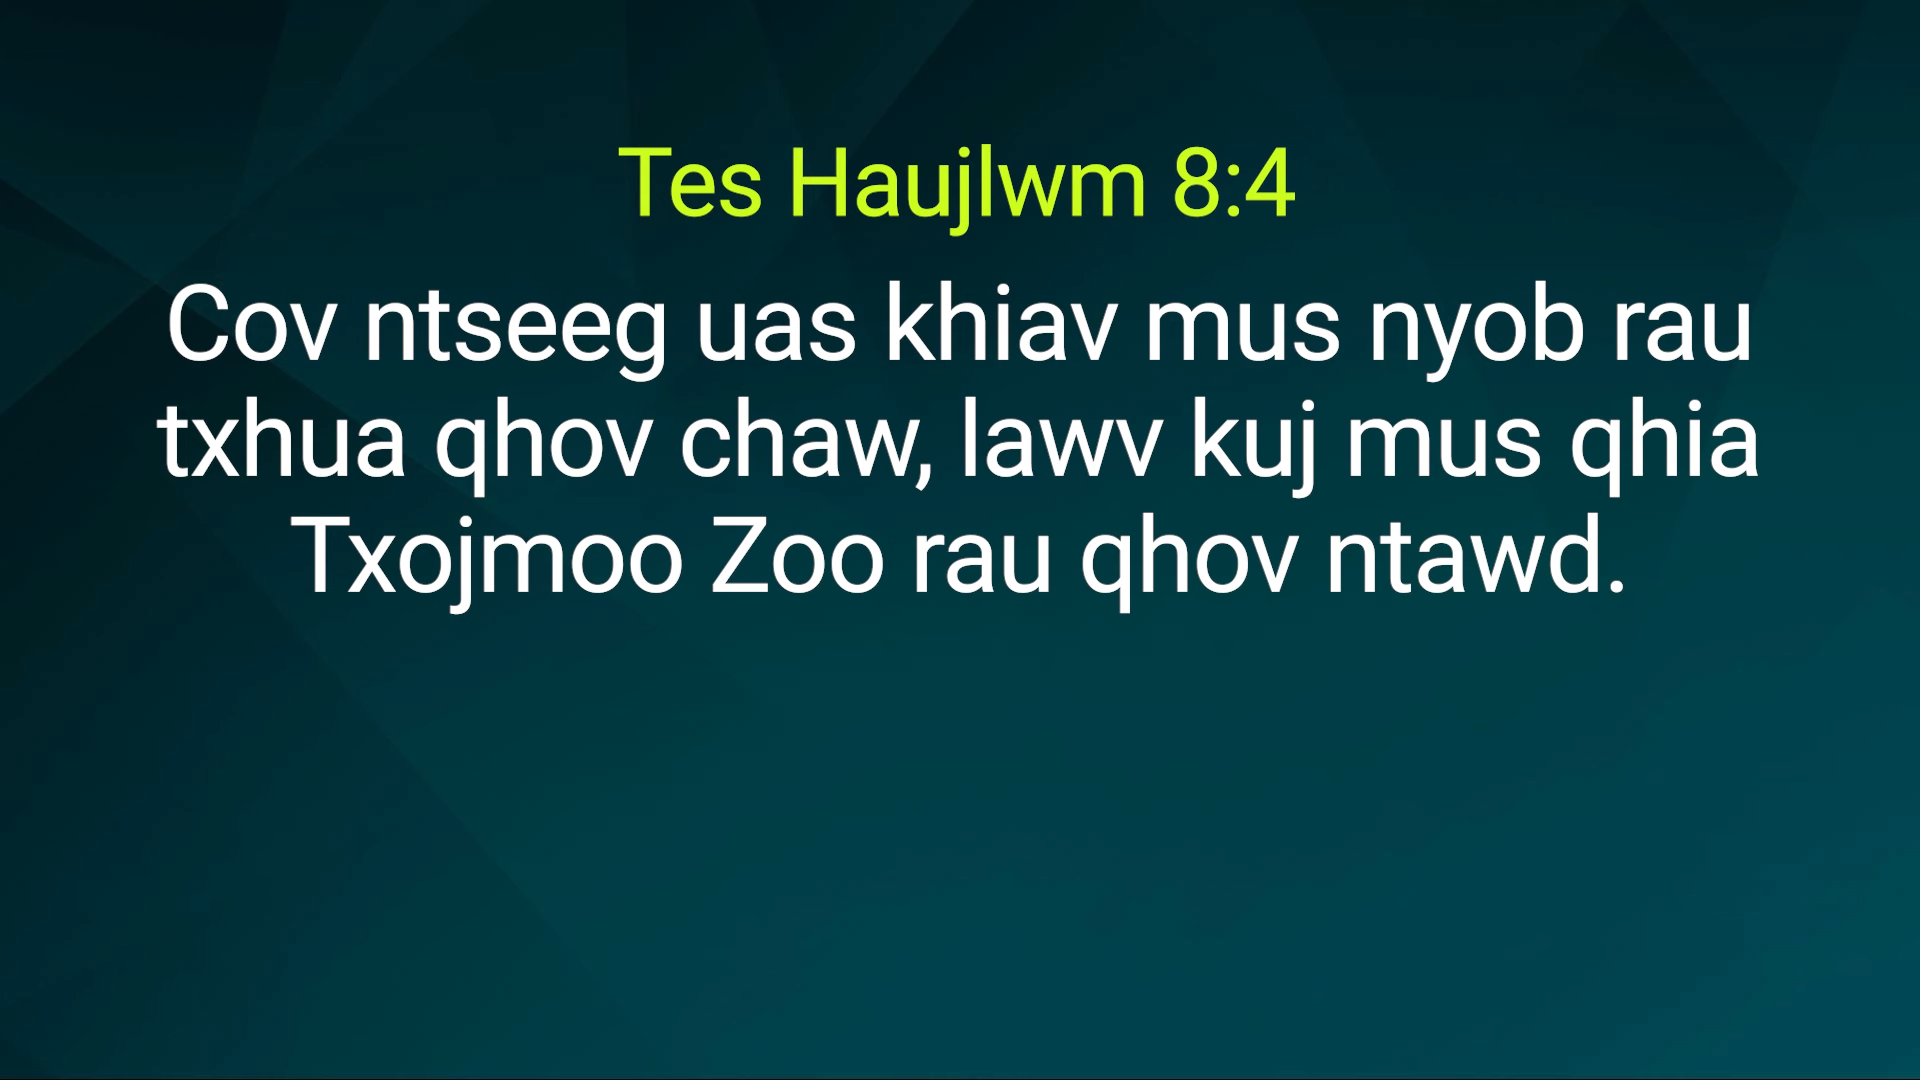 Tes Haujlwm 8:4
Cov ntseeg uas khiav mus nyob rau
txhua qhov chaw, lawv kuj mus qhia
Txojmoo Zoo rau qhov ntawd.